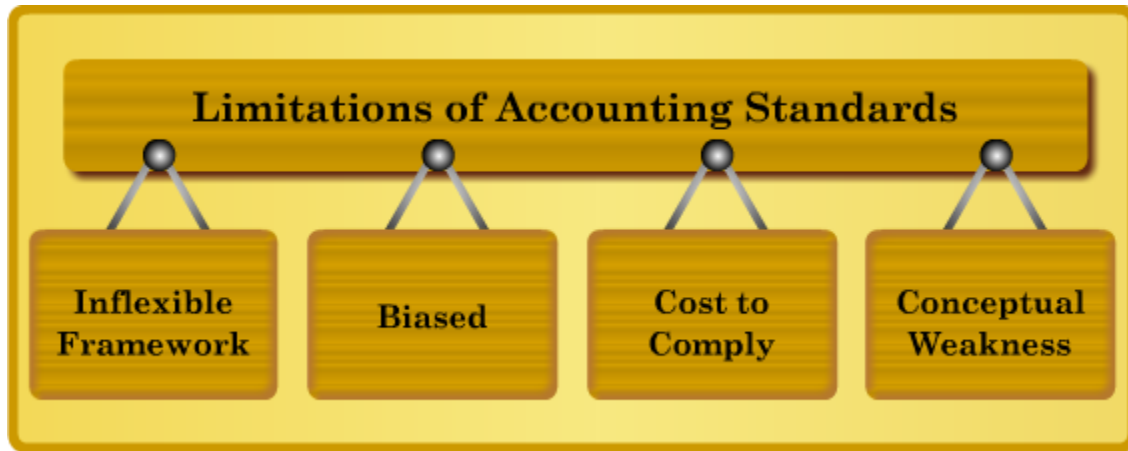 Limitations of Accounting Standards
Inflexible
Framework
Biased
Cost to
Comply
Conceptual
Weakness